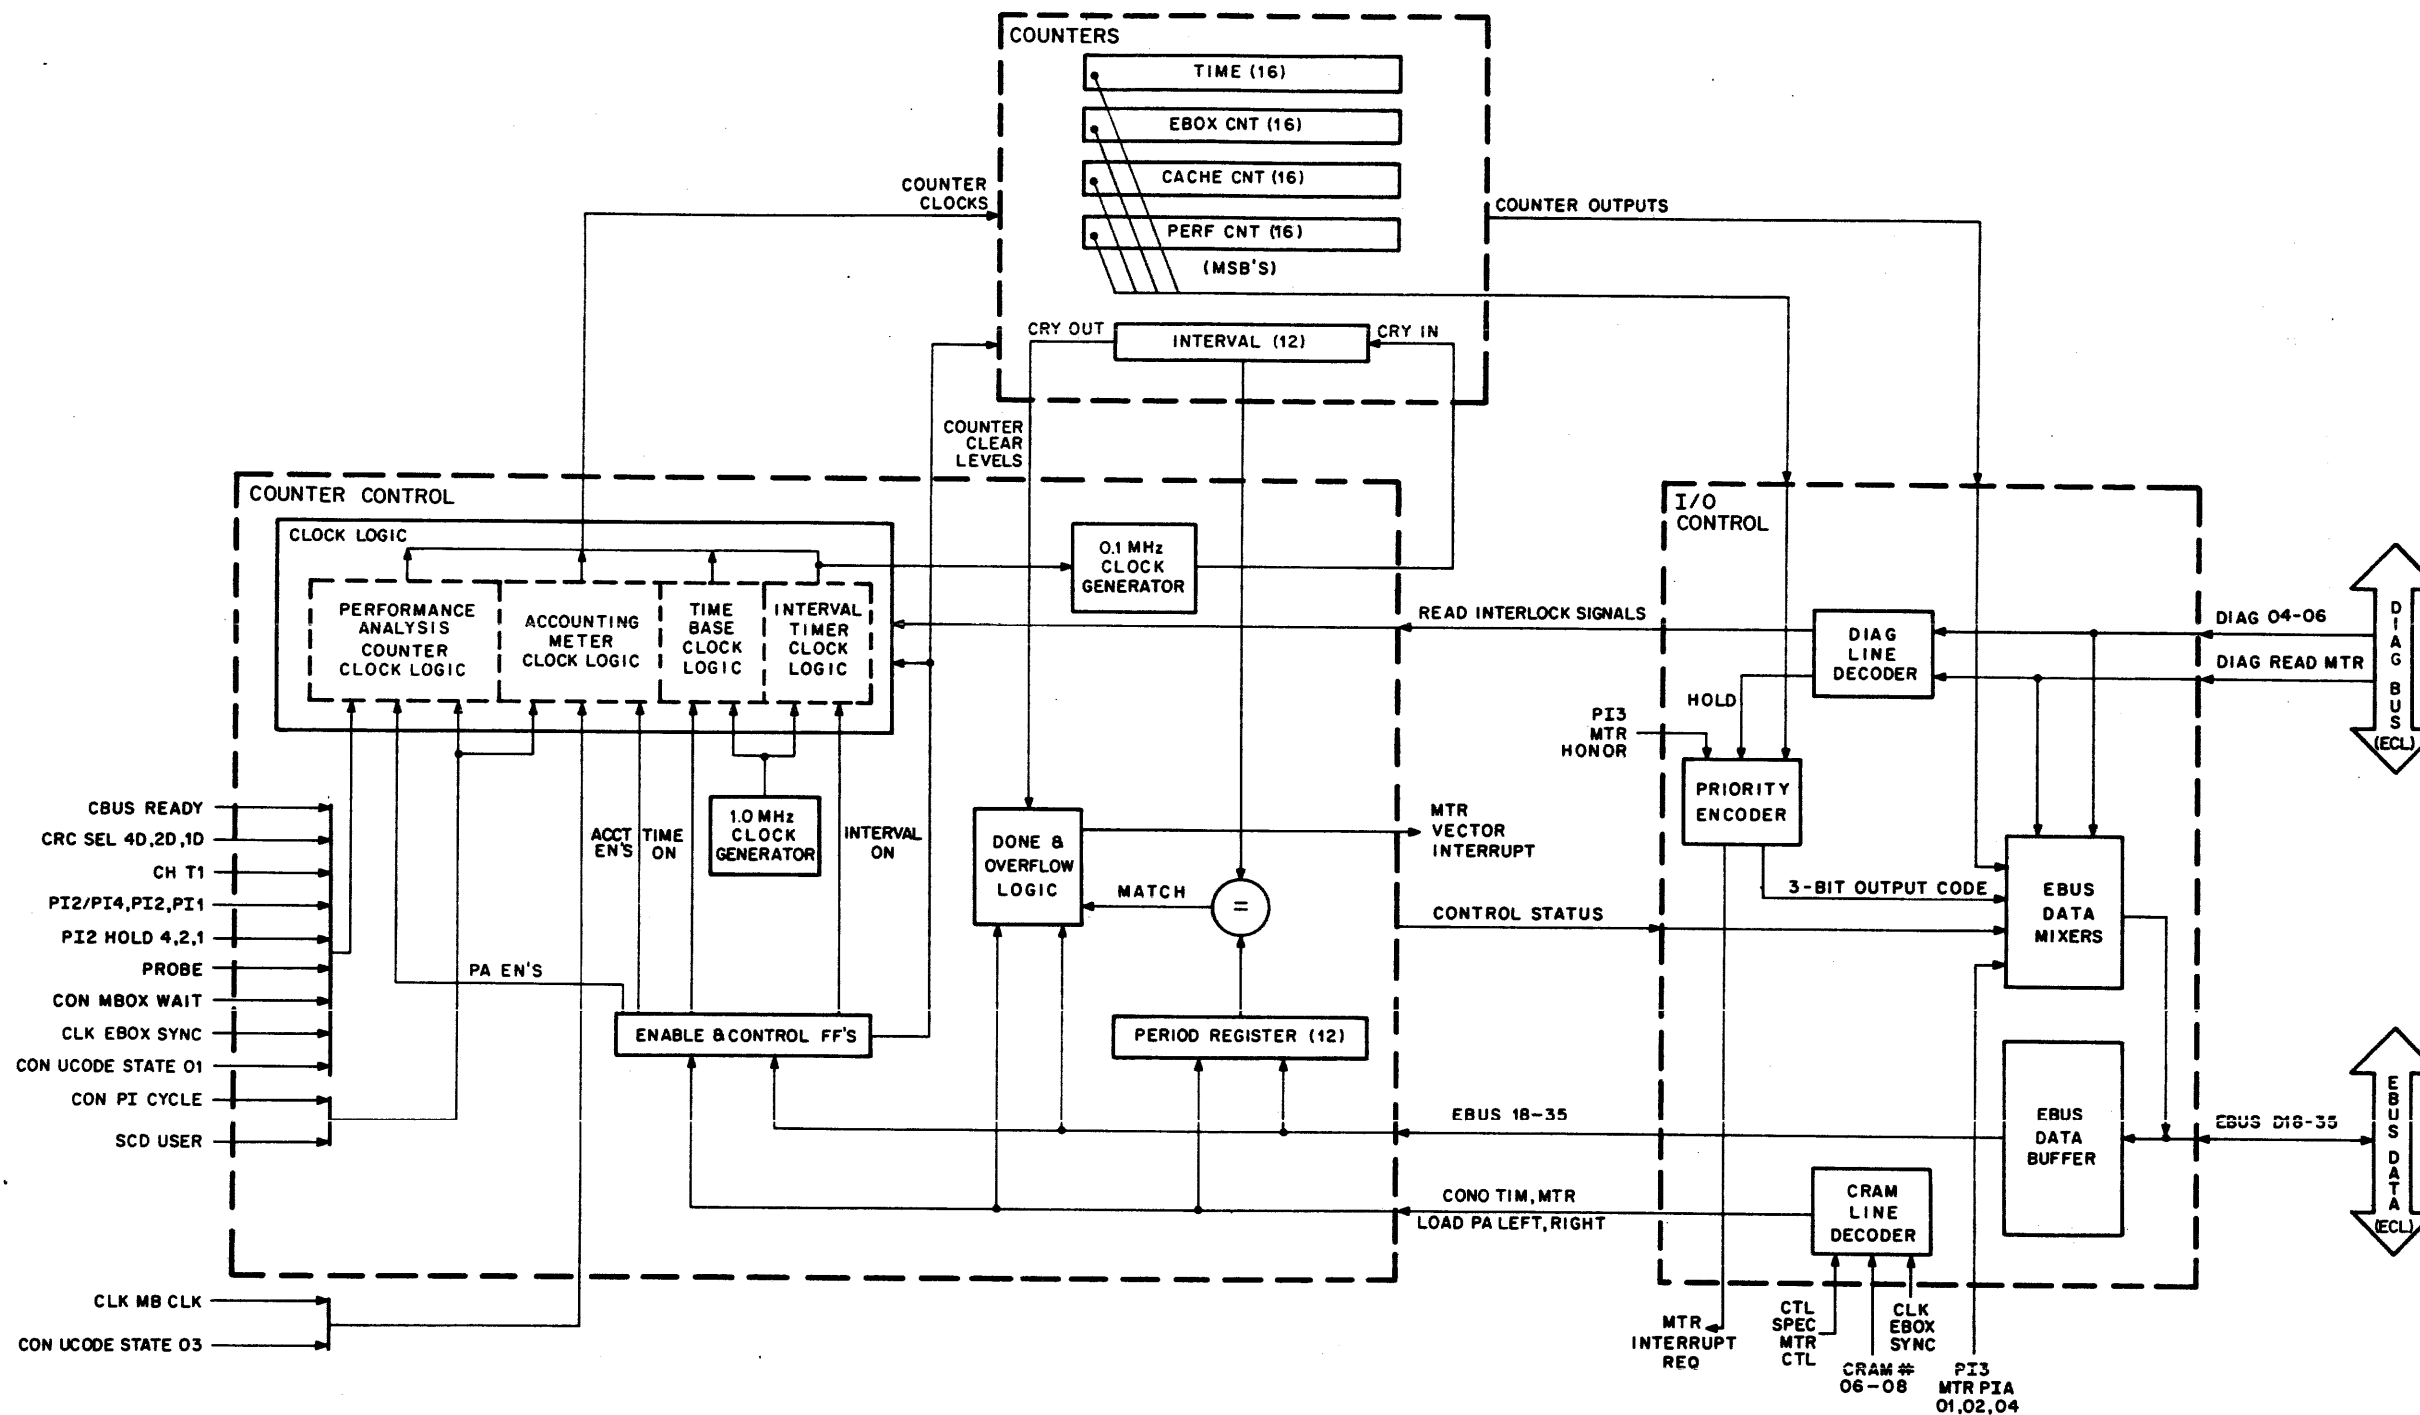 COUNTERS
TIME (16)
EBOX CNT (16)
CACHE CNT (16)
PERF CNT (16)
(MSB'S)
CRY OUT
INTERVAL (12)
CRY IN
COUNTER
CLOCKS
COUNTER OUTPUTS
COUNTER
CLEAR
LEVELS
COUNTER CONTROL
CLOCK LOGIC
PERFORMANCE
ANALYSIS
COUNTER
CLOCK LOGIC
ACCOUNTING
METER
CLOCK LOGIC
TIME
BASE
CLOCK
LOGIC
INTERVAL
TIMER
CLOCK
LOGIC
0.1 MHz
CLOCK
GENERATOR
READ INTERLOCK SIGNALS
I/O
CONTROL
DIAG
LINE
DECODER
DIAG 04-06
DIAG READ MTR
DIAG BUS
(ECL)
HOLD
PI3
MTR
HONOR
PRIORITY
ENCODER
CBUS READY
CRC SEL 4D,2D,1D
CH T1
PI2/PI4,PI2,PI1
PI2 HOLD 4,2,1
PROBE
CON MBOX WAIT
CLK EBOX SYNC
CON UCODE STATE 01
CON PI CYCLE
SCD USER
CLK MB CLK
CON UCODE STATE 03
ACCT
EN'S
TIME
ON
1.0 MHz
CLOCK
GENERATOR
INTERVAL
ON
PA EN'S
ENABLE & CONTROL FF'S
DONE &
OVERFLOW
LOGIC
MATCH
=
PERIOD REGISTER (12)
MTR
VECTOR
INTERRUPT
CONTROL STATUS
3-BIT OUTPUT CODE
EBUS
DATA
MIXERS
EBUS 18-35
EBUS
DATA
BUFFER
EBUS D18-35
EBUS DATA
(ECL)
CONO TIM, MTR
LOAD PA LEFT, RIGHT
CRAM
LINE
DECODER
MTR
INTERRUPT
REQ
CTL
SPEC
MTR
CTL
CRAM #
06-08
CLK
EBOX
SYNC
PI3
MTR PIA
01,02,04